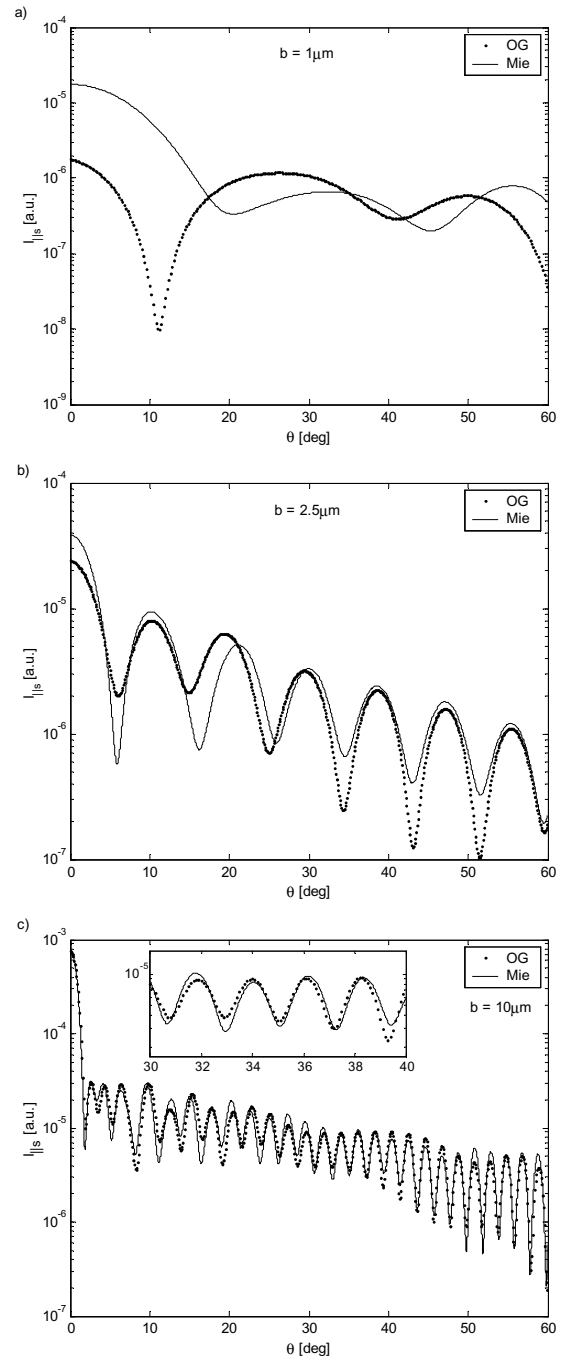 a)
10⁻⁴
10⁻⁵
10⁻⁶
10⁻⁷
10⁻⁸
10⁻⁹
I||s [a.u.]
b = 1μm
OG
Mie
0 10 20 30 40 50 60
θ [deg]
b)
10⁻⁴
10⁻⁵
10⁻⁶
10⁻⁷
I||s [a.u.]
b = 2.5μm
OG
Mie
0 10 20 30 40 50 60
θ [deg]
c)
10⁻³
10⁻⁴
10⁻⁵
10⁻⁶
10⁻⁷
I||s [a.u.]
10⁻⁵
30 32 34 36 38 40
OG
Mie
b = 10μm
0 10 20 30 40 50 60
θ [deg]